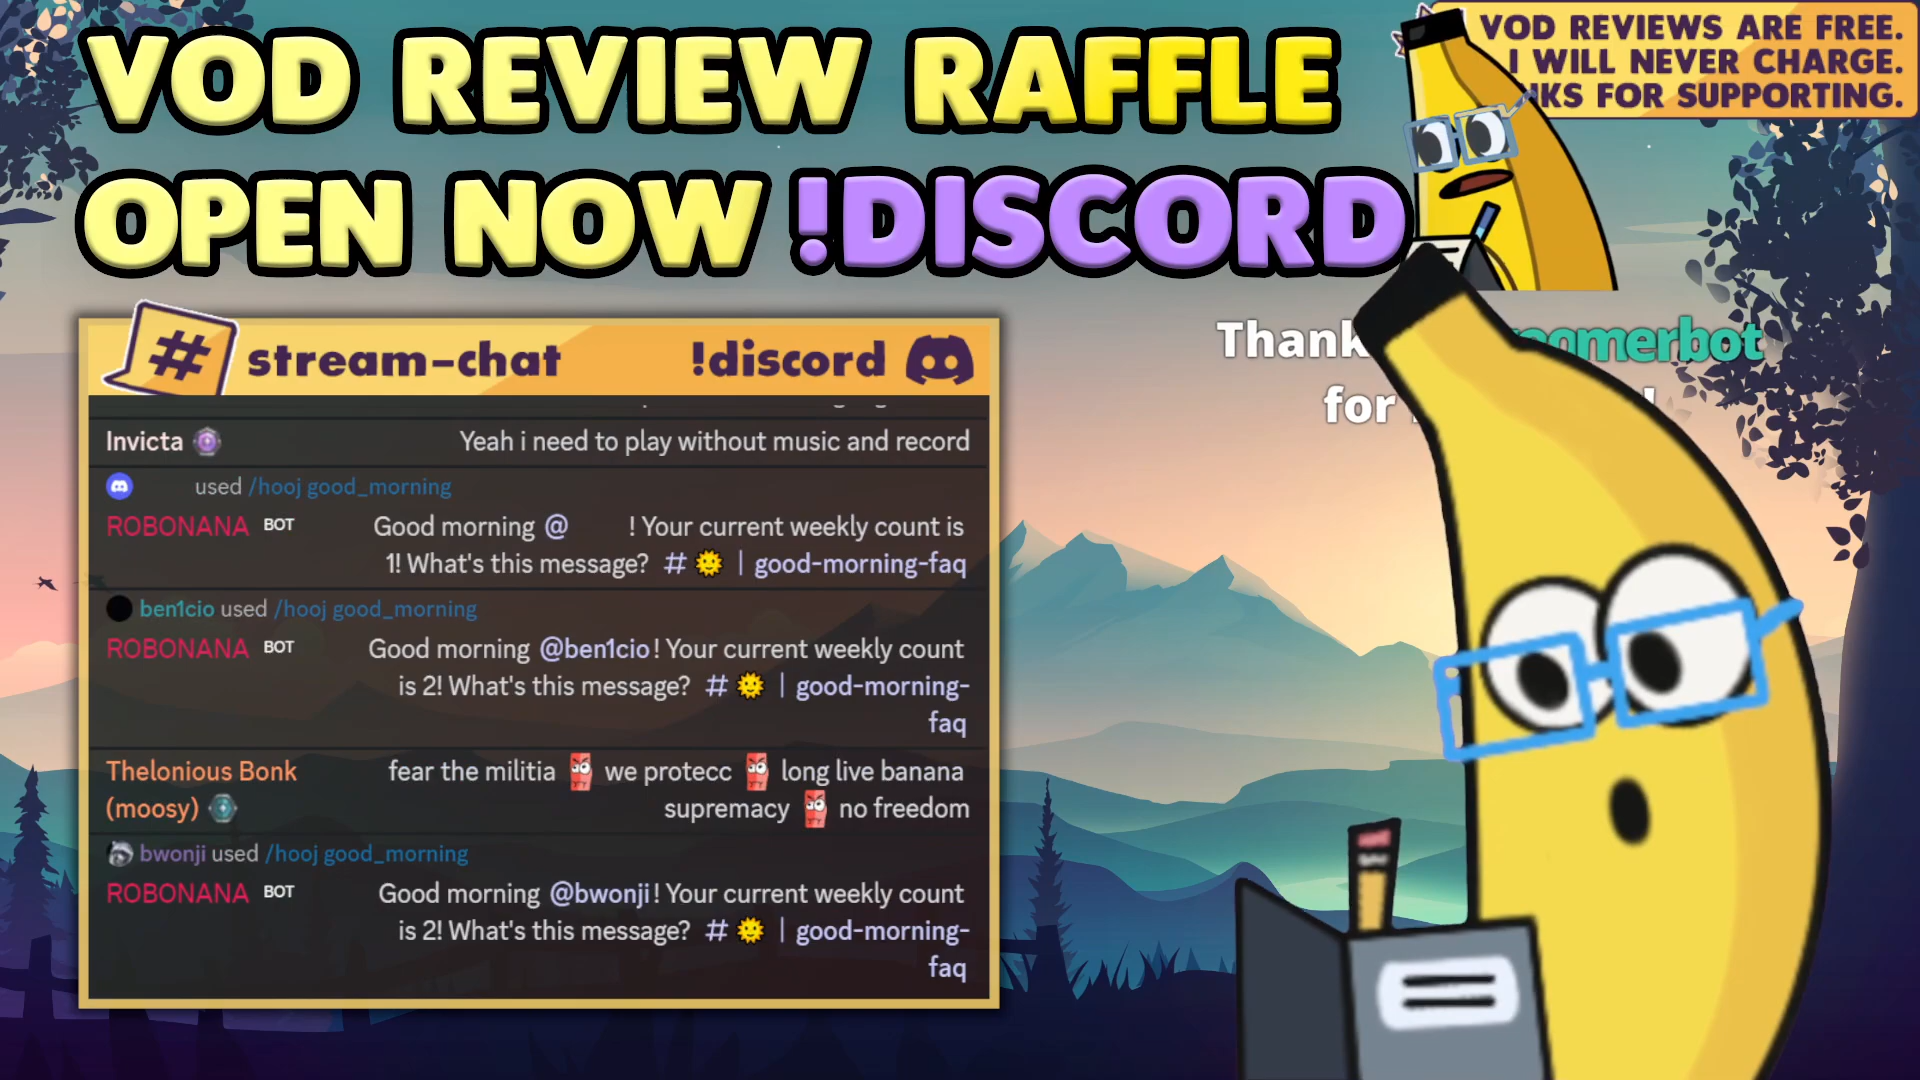 VOD REVIEW RAFFLE
OPEN NOW !DISCORD
VOD REVIEWS ARE FREE.
I WILL NEVER CHARGE.
FOR SUPPORTING.
# stream-chat !discord
Invicta Yeah i need to play without music and record
used /hooj good_morning
ROBONANA BOT Good morning @ ! Your current weekly count is
1! What's this message? # | good-morning-faq
ben1cio used /hooj good_morning
ROBONANA BOT Good morning @ben1cio! Your current weekly count
is 2! What's this message? # | good-morning-
faq
Thelonious Bonk fear the militia we protecc long live banana
(moosy) supremacy no freedom
bwonji used /hooj good_morning
ROBONANA BOT Good morning @bwonji! Your current weekly count
is 2! What's this message? # | good-morning-
faq
for